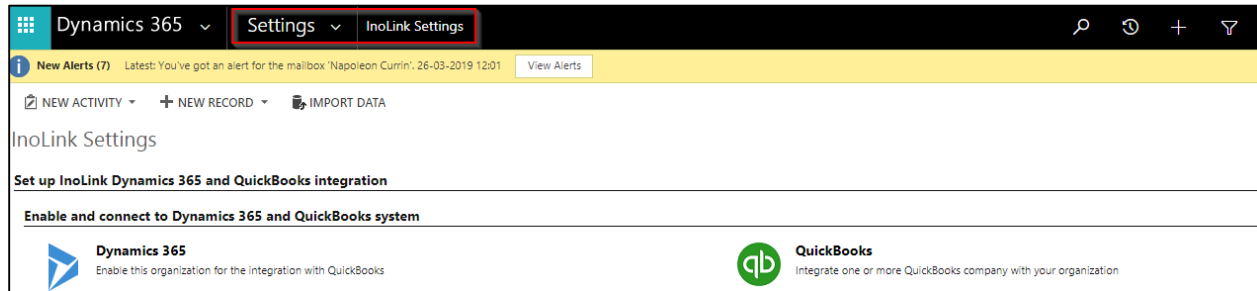 Dynamics 365 Settings InoLink Settings
New Alerts (7) Latest: You've got an alert for the mailbox 'Napoleon Currin'. 26-03-2019 12:01 View Alerts
NEW ACTIVITY NEW RECORD IMPORT DATA
InoLink Settings
Set up InoLink Dynamics 365 and QuickBooks integration
Enable and connect to Dynamics 365 and QuickBooks system
Dynamics 365
Enable this organization for the integration with QuickBooks
qb
QuickBooks
Integrate one or more QuickBooks company with your organization